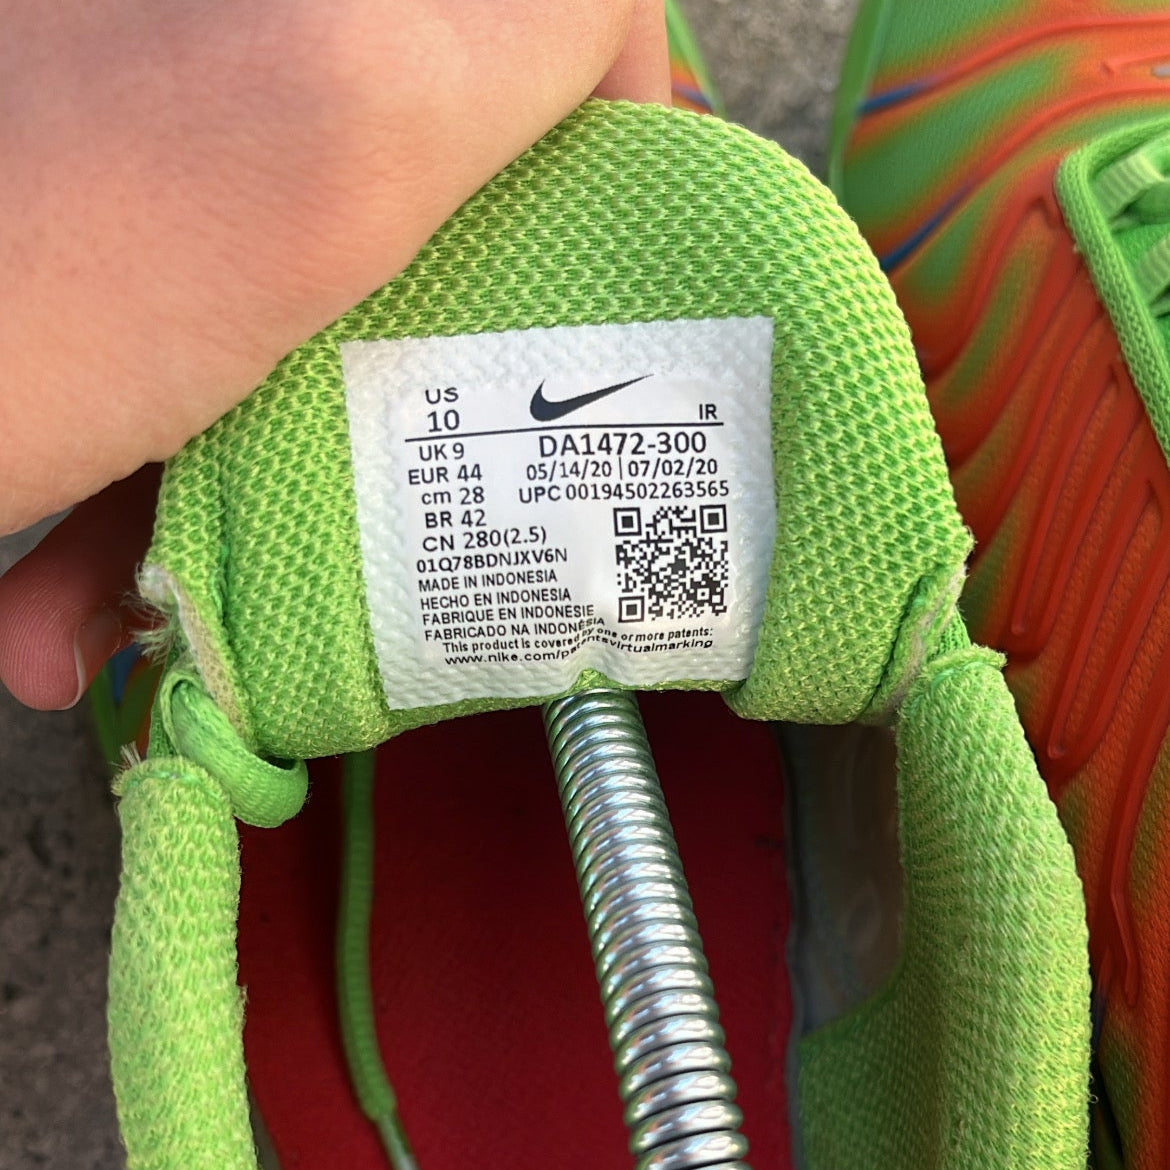 US
10
IR
UK 9
DA1472-300
EUR 44
05/14/20 | 07/02/20
cm 28
UPC 00194502263565
BR 42
CN 280(2.5)
01Q78BDNJXV6N
MADE IN INDONESIA
HECHO EN INDONESIA
FABRIQUE EN INDONESIE
FABRICADO NA INDONÉSIA
This product is covered by one or more patents:
www.nike.com/patentsvirtualmarking